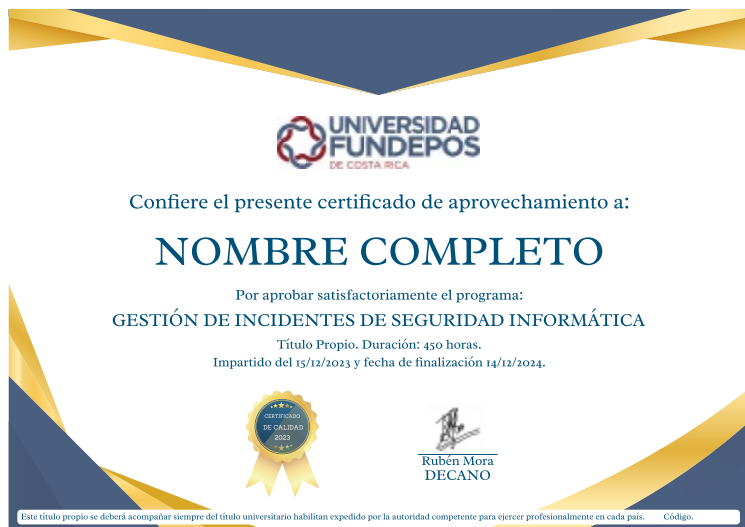 UNIVERSIDAD
FUNDEPOS
DE COSTA RICA
Confiere el presente certificado de aprovechamiento a:
NOMBRE COMPLETO
Por aprobar satisfactoriamente el programa:
GESTIÓN DE INCIDENTES DE SEGURIDAD INFORMÁTICA
Título Propio. Duración: 450 horas.
Impartido del 15/12/2023 y fecha de finalización 14/12/2024.
CERTIFICADO
DE CALIDAD
2023
Rubén Mora
DECANO
Este título propio se deberá acompañar siempre del título universitario habilitan expedido por la autoridad competente para ejercer profesionalmente en cada país. Código.